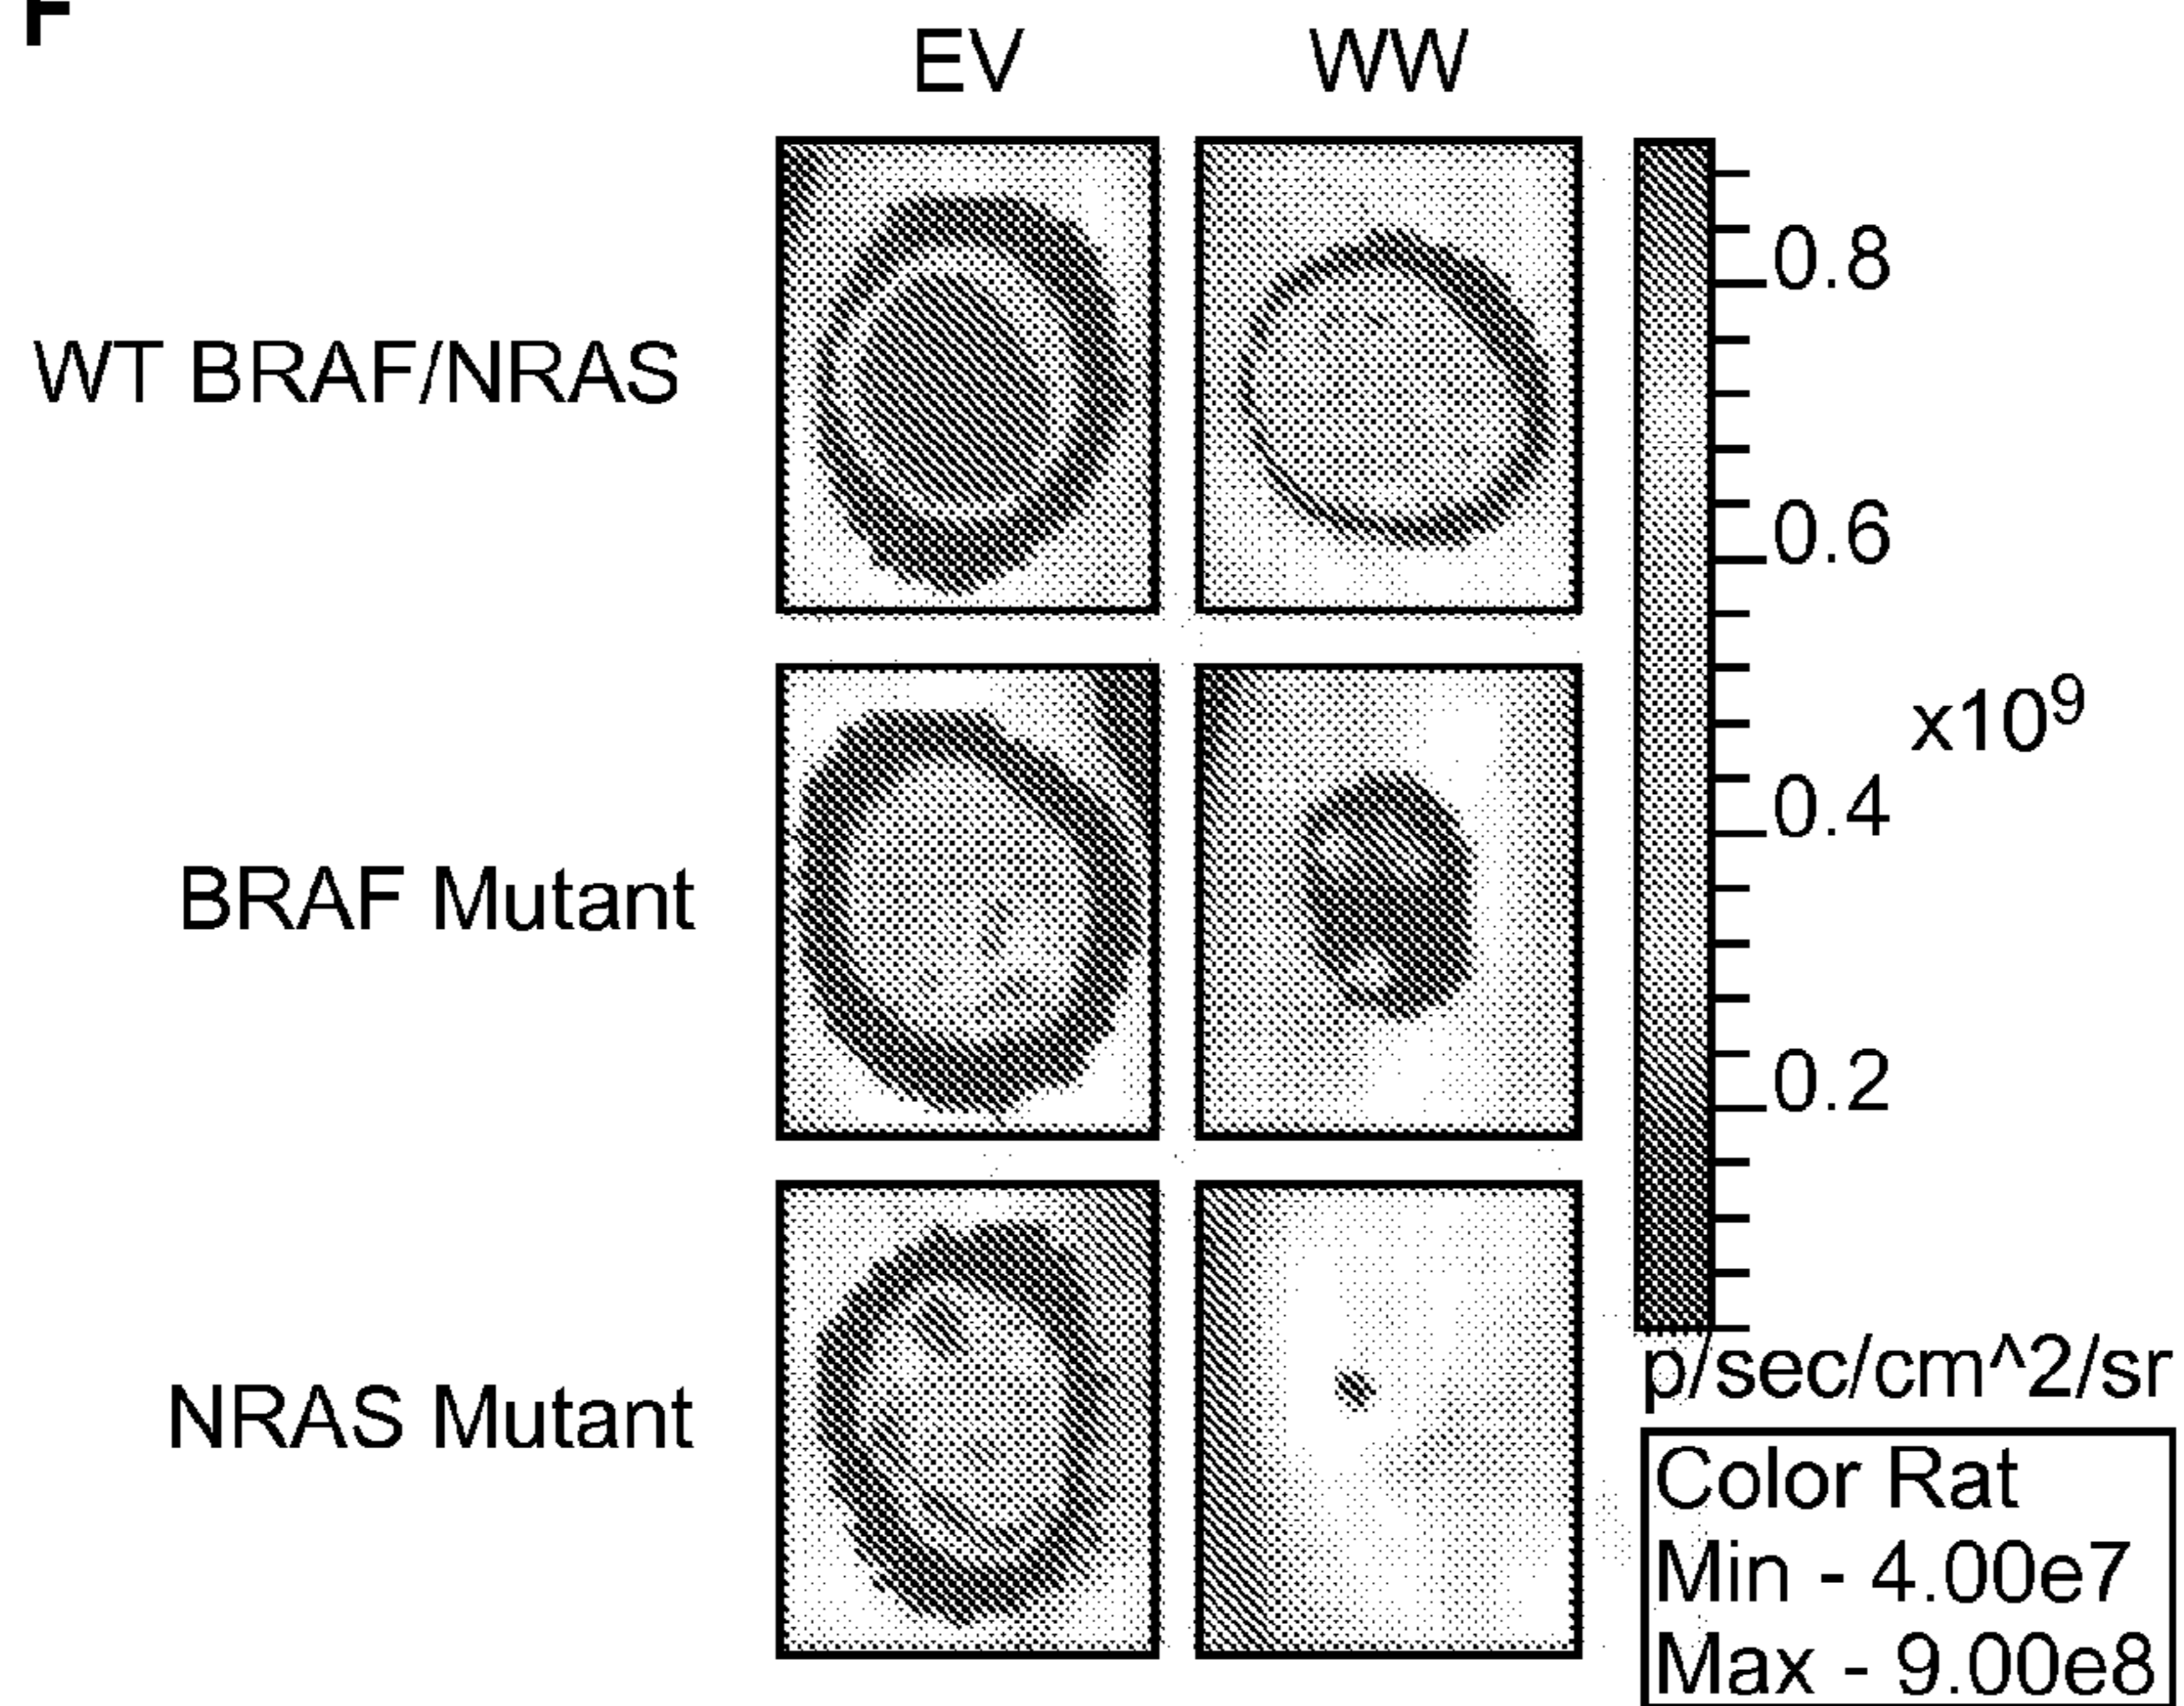 F
EV WW
WT BRAF/NRAS
BRAF Mutant
NRAS Mutant
0.8
0.6
x10⁹
0.4
0.2
p/sec/cm^2/sr
Color Rat
Min - 4.00e7
Max - 9.00e8